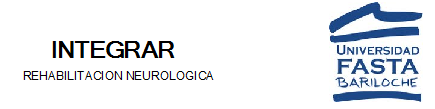 INTEGRAR
REHABILITACION NEUROLOGICA
UNIVERSIDAD
FASTA
BARILOCHE